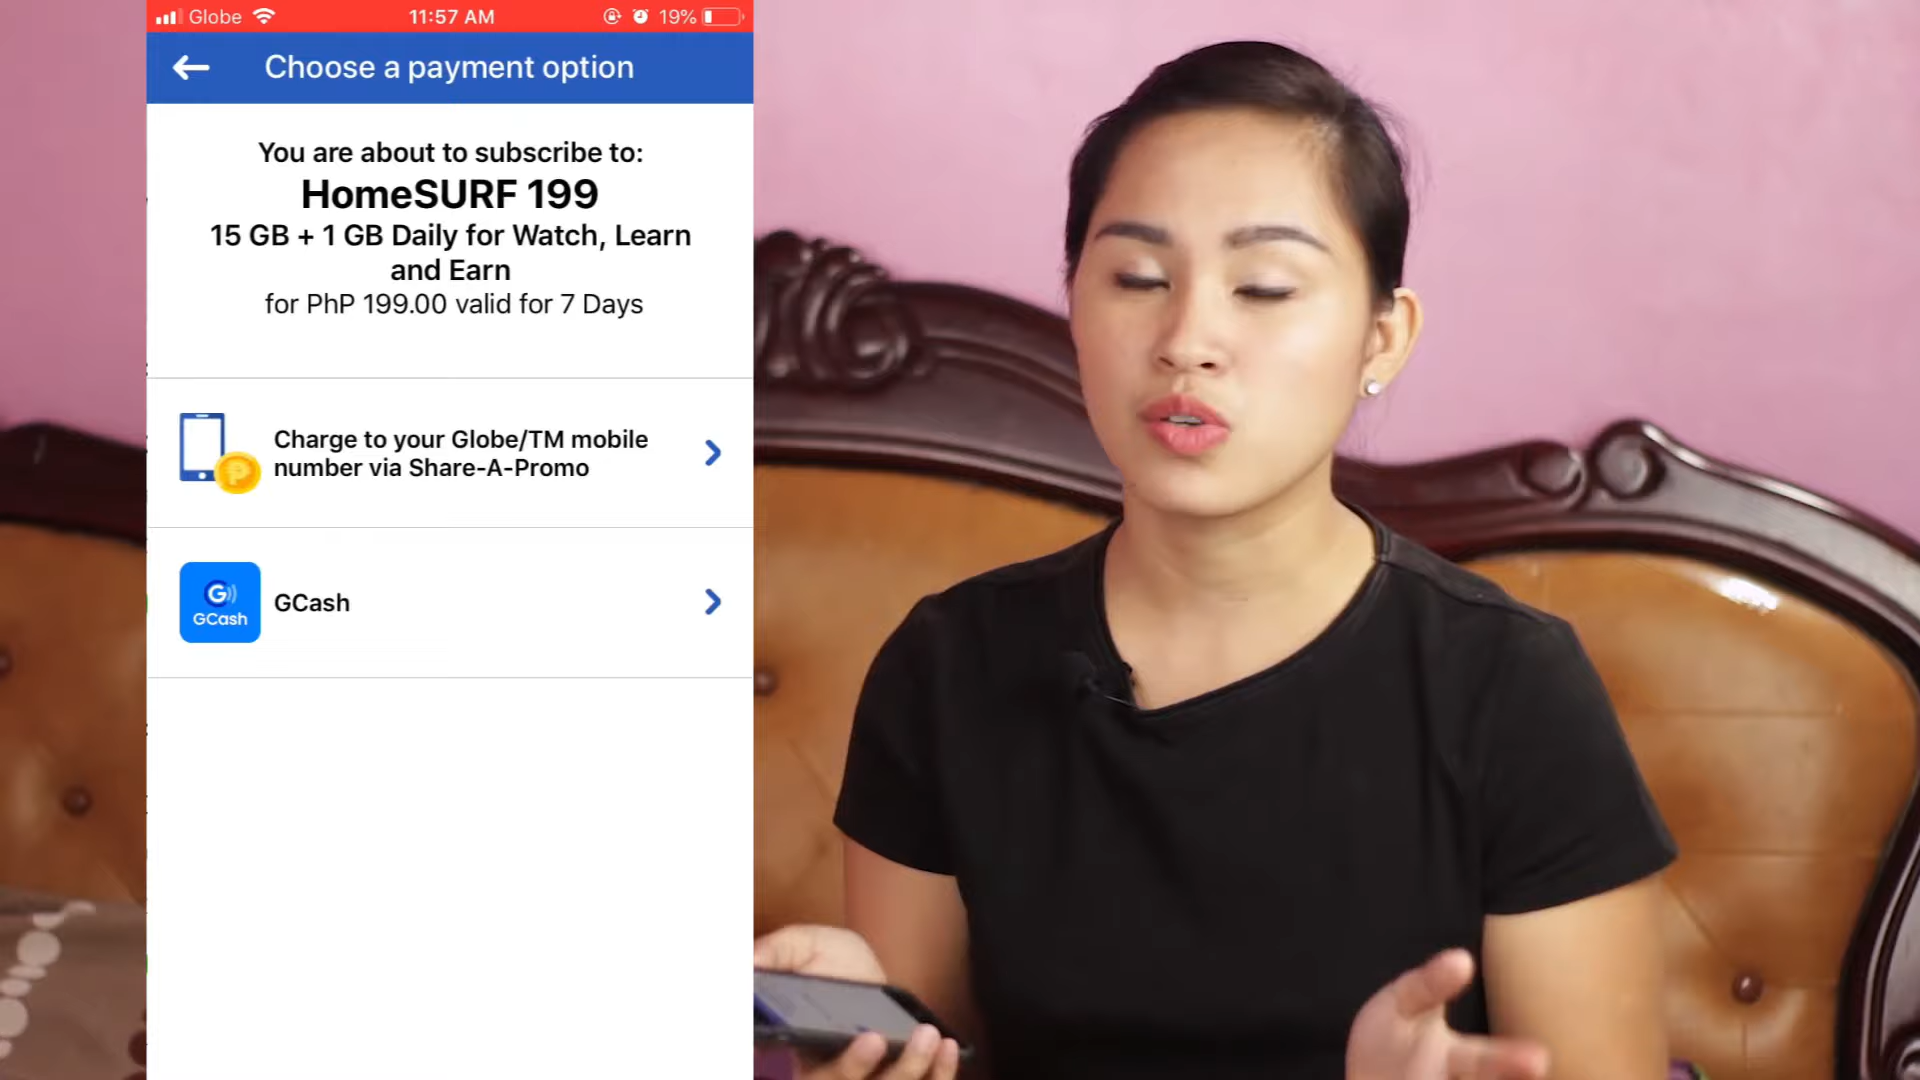 Globe
11:57 AM
19%
Choose a payment option
You are about to subscribe to:
HomeSURF 199
15 GB + 1 GB Daily for Watch, Learn
and Earn
for PhP 199.00 valid for 7 Days
Charge to your Globe/TM mobile
number via Share-A-Promo
GCash
GCash